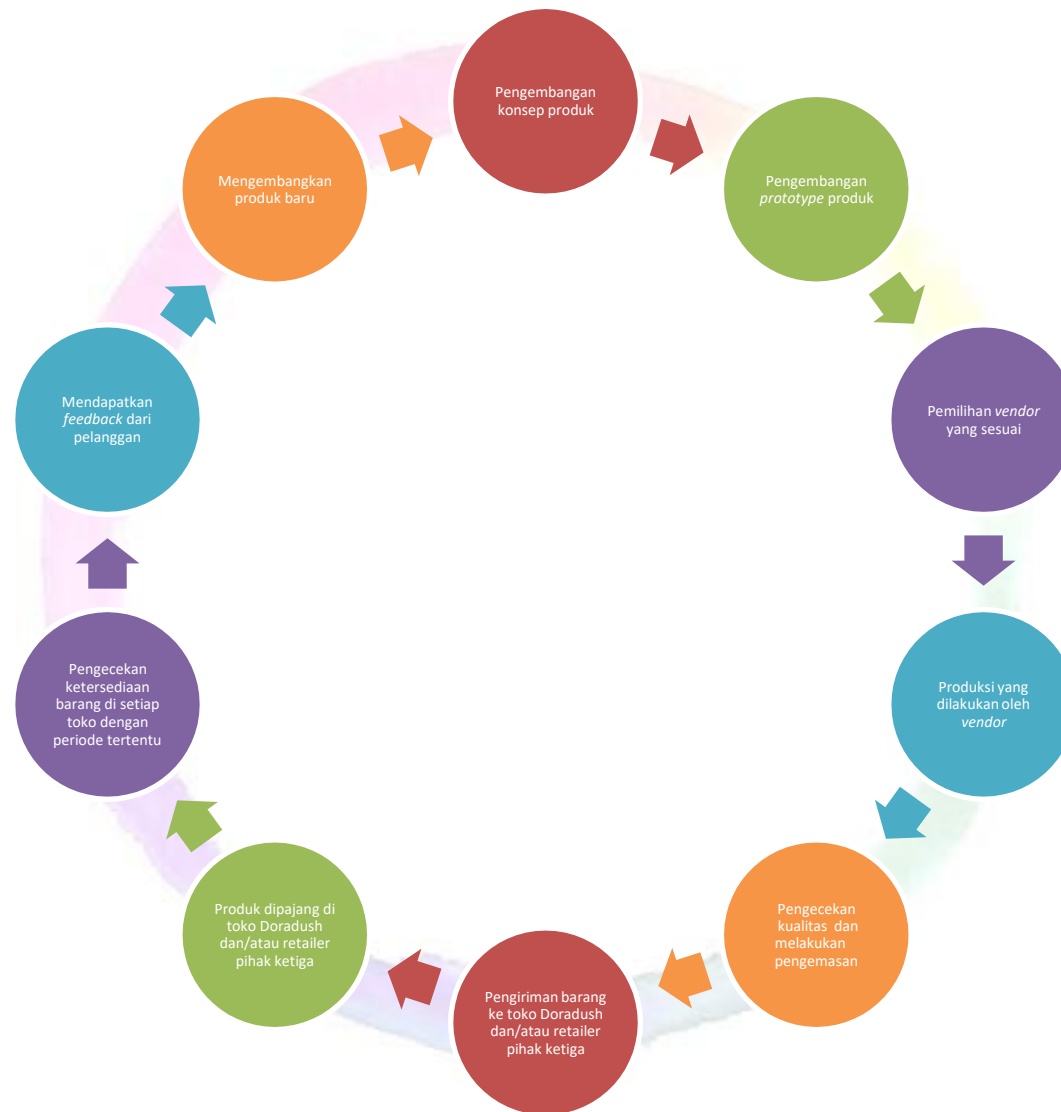 Pengembangan
konsep produk
Pengembangan
prototype produk
Pemilihan vendor
yang sesuai
Produksi yang
dilakukan oleh
vendor
Pengecekan
kualitas  dan
melakukan
pengemasan
Pengiriman barang
ke toko Doradush
dan/atau retailer
pihak ketiga
Produk dipajang di
toko Doradush
dan/atau retailer
pihak ketiga
Pengecekan
ketersediaan
barang di setiap
toko dengan
periode tertentu
Mendapatkan
feedback dari
pelanggan
Mengembangkan
produk baru